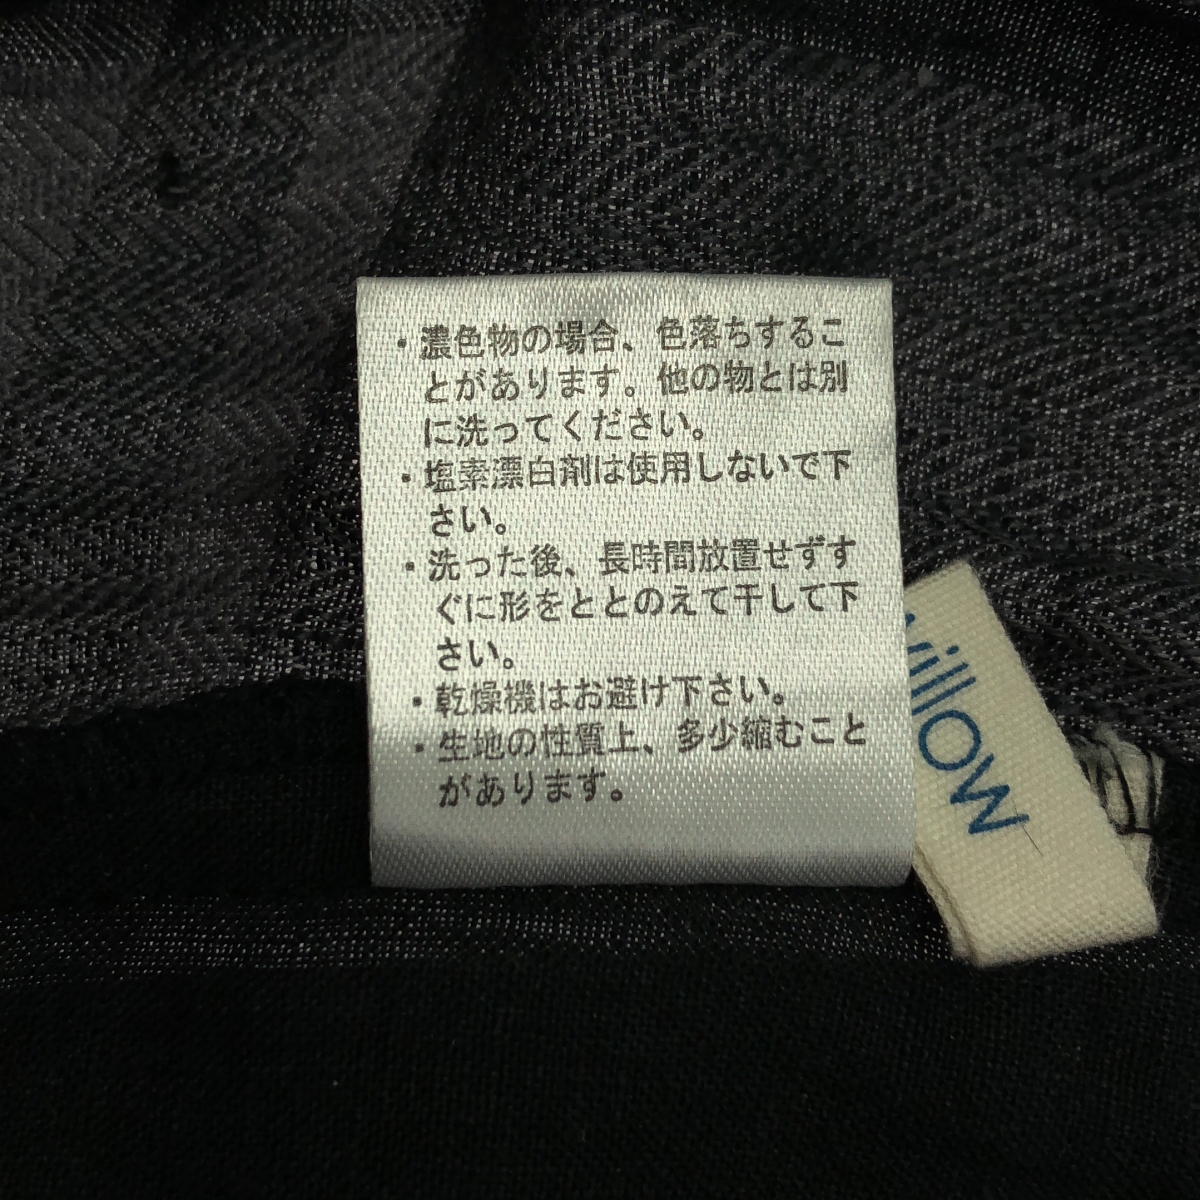 ・濃色物の場合、色落ちするこ
とがあります。他の物とは別
に洗ってください。
・塩素漂白剤は使用しないで下
さい。
・洗った後、長時間放置せずす
ぐに形をととのえて干して下
さい。
・乾燥機はお避け下さい。
・生地の性質上、多少縮むこと
があります。
willow